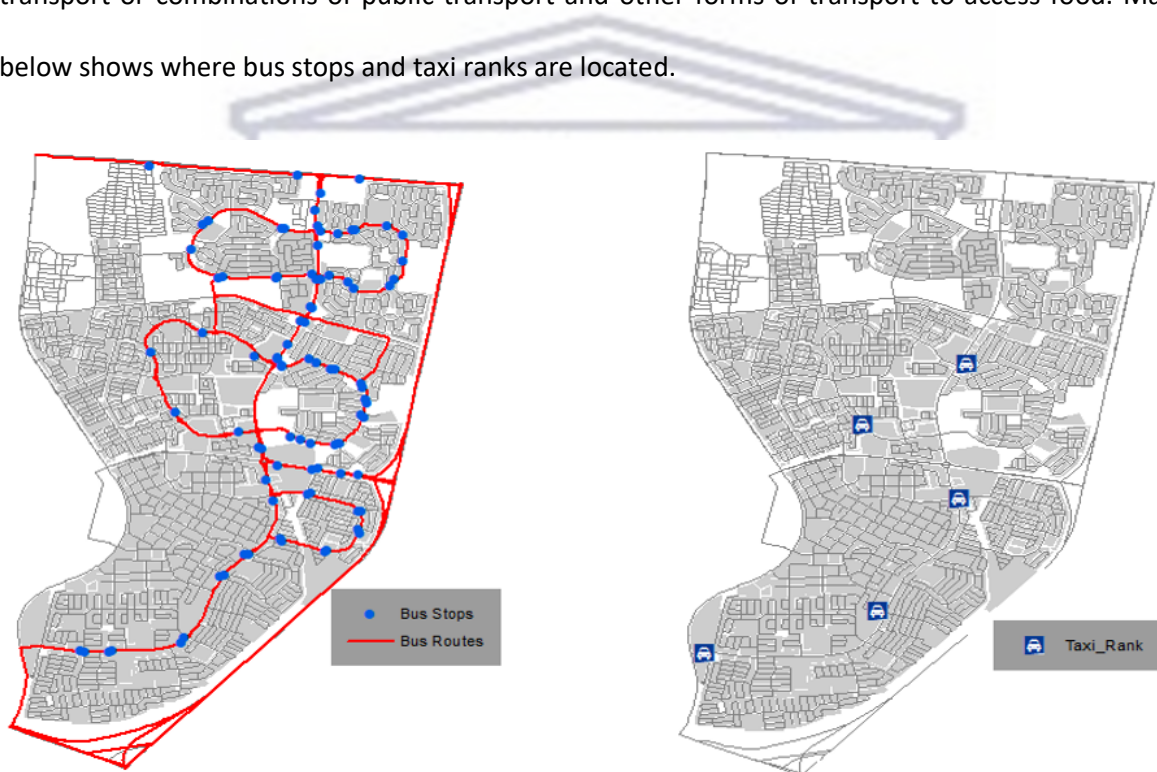 transport or combinations of public transport and other forms of transport to access food. Ma
below shows where bus stops and taxi ranks are located.
Bus Stops
Bus Routes
Taxi_Rank